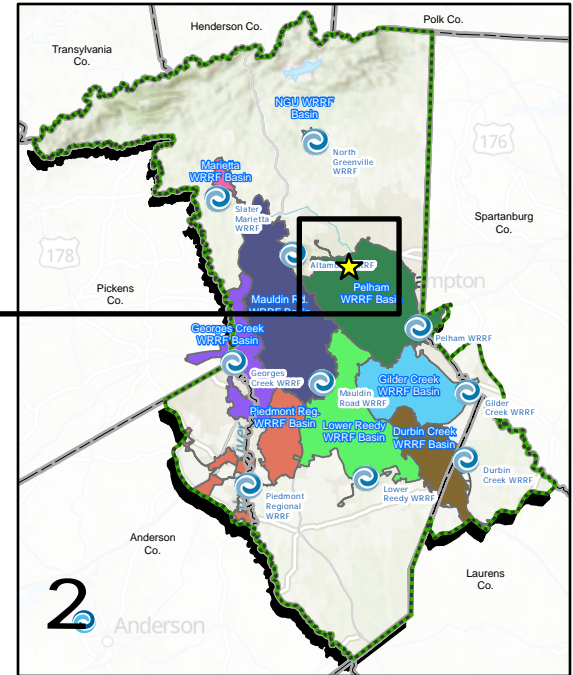 Henderson Co.
Polk Co.
Transylvania
Co.
NGU WRRF
Basin
176
North
Greenville
WRRF
Marietta
WRRF Basin
Slater
Marietta
WRRF
Spartanburg
Co.
178
Pickens
Co.
Pelham
WRRF Basin
Mauldin Rd.
WRRF Basin
Pelham WRRF
Georges Creek
WRRF Basin
Georges
Creek WRRF
Gilder Creek
WRRF Basin
Mauldin
Road WRRF
Gilder
Creek WRRF
Piedmont Reg.
WRRF Basin
Lower Reedy
WRRF Basin
Durbin Creek
WRRF Basin
Durbin
Creek WRRF
Lower
Reedy WRRF
Piedmont
Regional
WRRF
Anderson
Co.
Laurens
Co.
2
Anderson